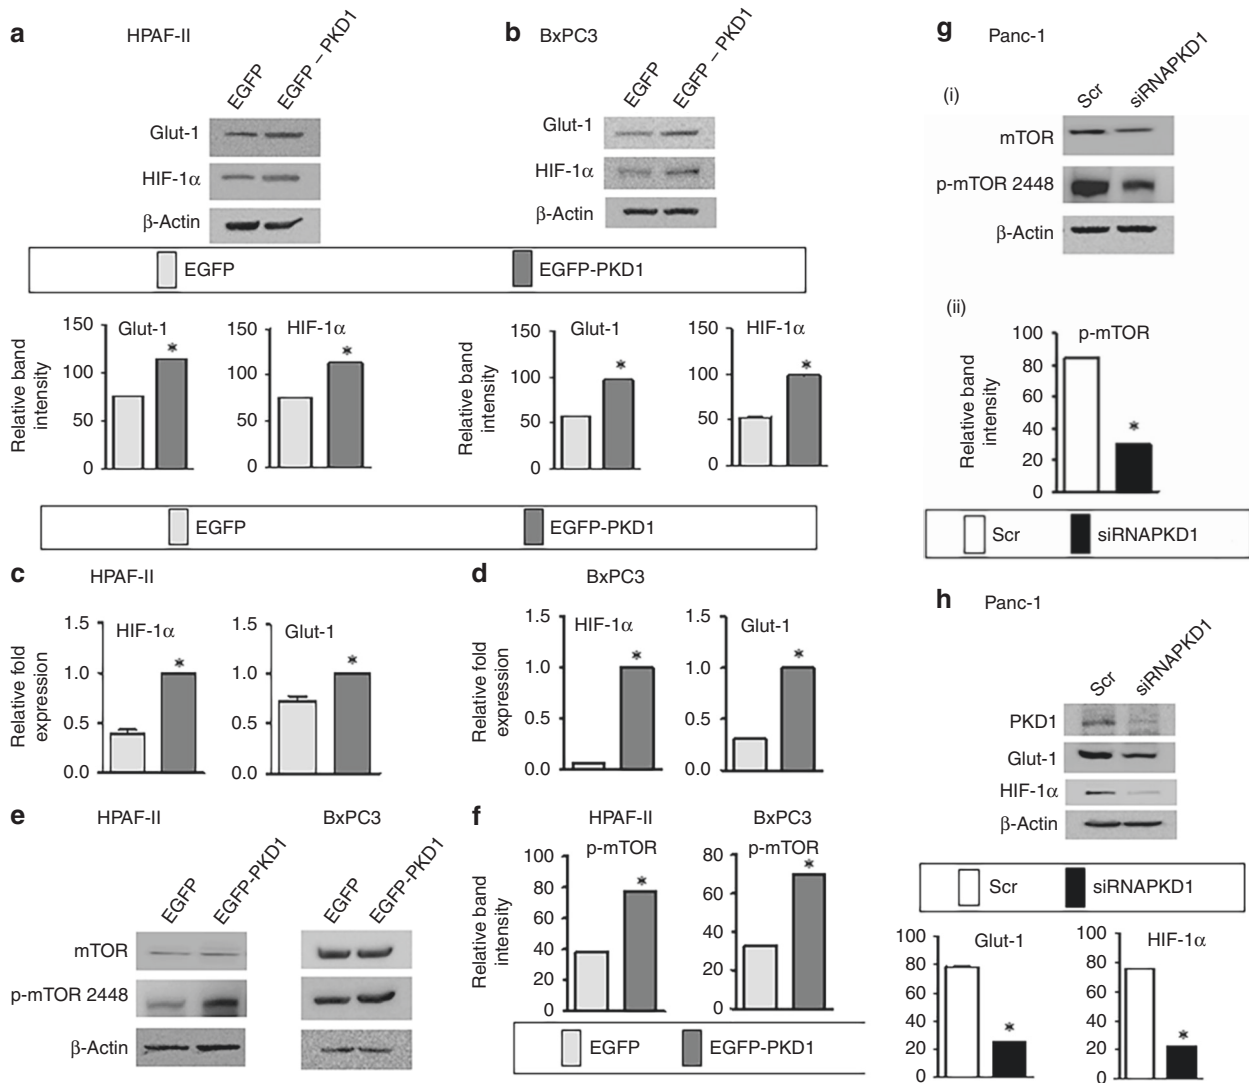 a
HPAF-II
EGFP
EGFP – PKD1
Glut-1
HIF-1α
β-Actin
b
BxPC3
EGFP
EGFP – PKD1
Glut-1
HIF-1α
β-Actin
EGFP
EGFP-PKD1
Relative band
intensity
150
100
50
0
Glut-1
*
150
100
50
0
HIF-1α
*
Relative band
intensity
150
100
50
0
Glut-1
*
150
100
50
0
HIF-1α
*
EGFP
EGFP-PKD1
c
HPAF-II
Relative fold
expression
1.5
1.0
0.5
0.0
HIF-1α
*
1.5
1.0
0.5
0.0
Glut-1
*
d
BxPC3
Relative fold
expression
1.5
1.0
0.5
0.0
HIF-1α
*
1.5
1.0
0.5
0.0
Glut-1
*
e
HPAF-II
BxPC3
EGFP
EGFP-PKD1
EGFP
EGFP-PKD1
mTOR
p-mTOR 2448
β-Actin
f
HPAF-II
BxPC3
Relative band
intensity
100
80
60
40
20
0
p-mTOR
*
80
60
40
20
0
p-mTOR
*
EGFP
EGFP-PKD1
g
Panc-1
(i)
Scr
siRNAPKD1
mTOR
p-mTOR 2448
β-Actin
(ii)
Relative band
intensity
80
60
40
20
0
100
p-mTOR
*
Scr
siRNAPKD1
h
Panc-1
Scr
siRNAPKD1
PKD1
Glut-1
HIF-1α
β-Actin
Scr
siRNAPKD1
100
80
60
40
20
0
Glut-1
*
100
80
60
40
20
0
HIF-1α
*